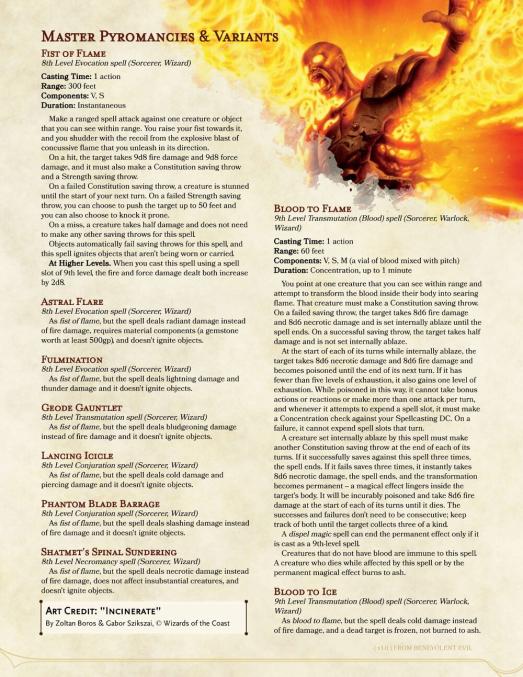 Master Pyromancies & Variants
Fist of Flame
8th Level Evocation spell (Sorcerer, Wizard)
Casting Time: 1 action
Range: 300 feet
Components: V, S
Duration: Instantaneous
Make a ranged spell attack against one creature or object
that you can see within range. You raise your fist towards it,
and you shudder with the recoil from the explosive blast of
concussive flame that you unleash in its direction.
On a hit, the target takes 9d8 fire damage and 9d8 force
damage, and it must also make a Constitution saving throw
and a Strength saving throw.
On a failed Constitution saving throw, a creature is stunned
until the start of your next turn. On a failed Strength saving
throw, you can choose to push the target up to 50 feet and
you can also choose to knock it prone.
On a miss, a creature takes half damage and does not need
to make any other saving throws for this spell.
Objects automatically fail saving throws for this spell, and
this spell ignites objects that aren't being worn or carried.
At Higher Levels. When you cast this spell using a spell
slot of 9th level, the fire and force damage dealt both increase
by 2d8.
Astral Flare
8th Level Evocation spell (Sorcerer, Wizard)
As fist of flame, but the spell deals radiant damage instead
of fire damage, requires material components (a gemstone
worth at least 500gp), and doesn't ignite objects.
Fulmination
8th Level Evocation spell (Sorcerer, Wizard)
As fist of flame, but the spell deals lightning damage and
thunder damage and it doesn't ignite objects.
Geode Gauntlet
8th Level Transmutation spell (Sorcerer, Wizard)
As fist of flame, but the spell deals bludgeoning damage
instead of fire damage and it doesn't ignite objects.
Lancing Icicle
8th Level Conjuration spell (Sorcerer, Wizard)
As fist of flame, but the spell deals cold damage and
piercing damage and it doesn't ignite objects.
Phantom Blade Barrage
8th Level Conjuration spell (Sorcerer, Wizard)
As fist of flame, but the spell deals slashing damage instead
of fire damage, and it doesn't ignite objects.
Shatmet's Spinal Sundering
8th Level Necromancy spell (Sorcerer, Wizard)
As fist of flame, but the spell deals necrotic damage instead
of fire damage, does not affect insubstantial creatures, and
doesn't ignite objects.
Art Credit: "Incinerate"
By Zoltan Boros & Gabor Szikszai, © Wizards of the Coast
Blood to Flame
9th Level Transmutation (Blood) spell (Sorcerer, Warlock,
Wizard)
Casting Time: 1 action
Range: 60 feet
Components: V, S, M (a vial of blood mixed with pitch)
Duration: Concentration, up to 1 minute
You point at one creature that you can see within range and
attempt to transform the blood inside their body into searing
flame. That creature must make a Constitution saving throw.
On a failed saving throw, the target takes 8d6 fire damage
and 8d6 necrotic damage and is set internally ablaze until the
spell ends. On a successful saving throw, the target takes half
damage and is not set internally ablaze.
At the start of each of its turns while internally ablaze, the
target takes 8d6 necrotic damage and 8d6 fire damage and
becomes poisoned until the end of its next turn. If it has
fewer than five levels of exhaustion, it also gains one level of
exhaustion. While poisoned in this way, it cannot take bonus
actions or reactions or make more than one attack per turn,
and whenever it attempts to expend a spell slot, it must make
a Concentration check against your Spellcasting DC. On a
failure, it cannot expend spell slots that turn.
A creature set internally ablaze by this spell must make
another Constitution saving throw at the end of each of its
turns. If it successfully saves against this spell three times,
the spell ends. If it fails saves three times, it instantly takes
8d6 necrotic damage, the spell ends, and the transformation
becomes permanent – a magical effect lingers inside the
target's body. It will be incurably poisoned and take 8d6 fire
damage at the start of each of its turns until it dies. The
successes and failures don't need to be consecutive; keep
track of both until the target collects three of a kind.
A dispel magic spell can end the permanent effect only if it
is cast as a 9th-level spell.
Creatures that do not have blood are immune to this spell.
A creature who dies while affected by this spell or by the
permanent magical effect burns to ash.
Blood to Ice
9th Level Transmutation (Blood) spell (Sorcerer, Warlock,
Wizard)
As blood to flame, but the spell deals cold damage instead
of fire damage, and a dead target is frozen, not burned to ash.
FROM BENEVOLENT EVIL